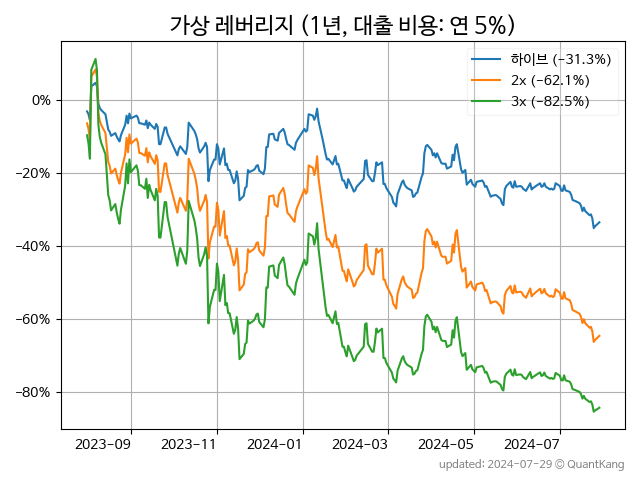 가상 레버리지 (1년, 대출 비용: 연 5%)
하이브 (−31.3%)
2x (−62.1%)
3x (−82.5%)
0%
−20%
−40%
−60%
−80%
2023-09 2023-11 2024-01 2024-03 2024-05 2024-07
updated: 2024-07-29 © QuantKang